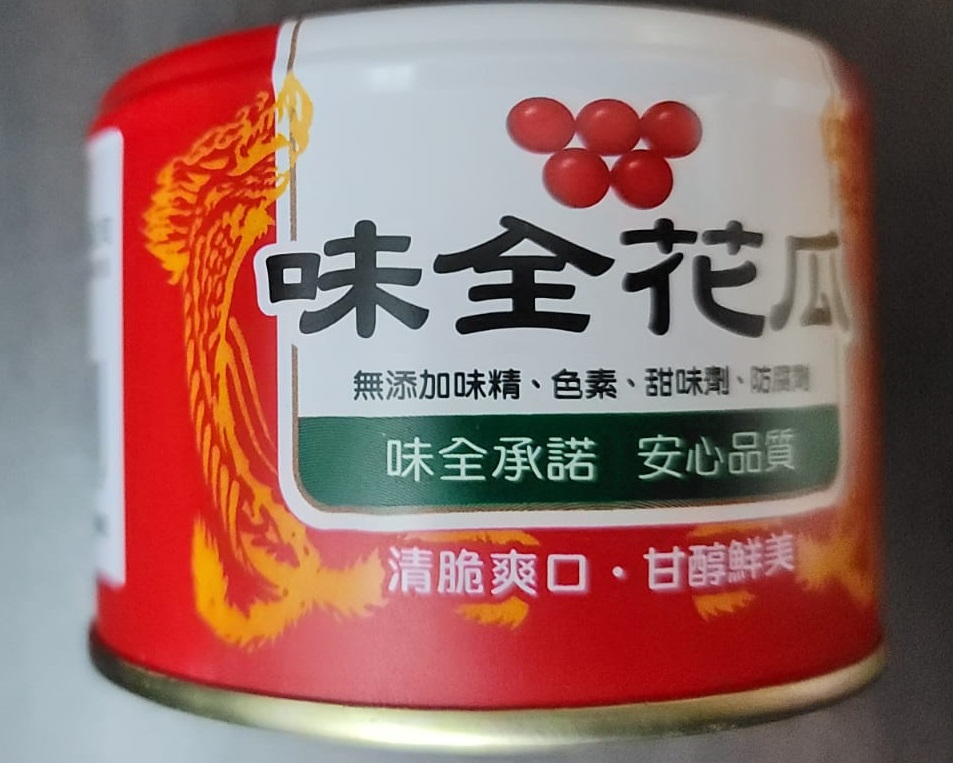 味全花瓜
無添加味精、色素、甜味劑、防腐劑
味全承諾 安心品質
清脆爽口·甘醇鮮美